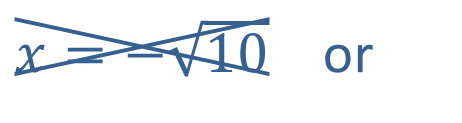 x = −√10 or